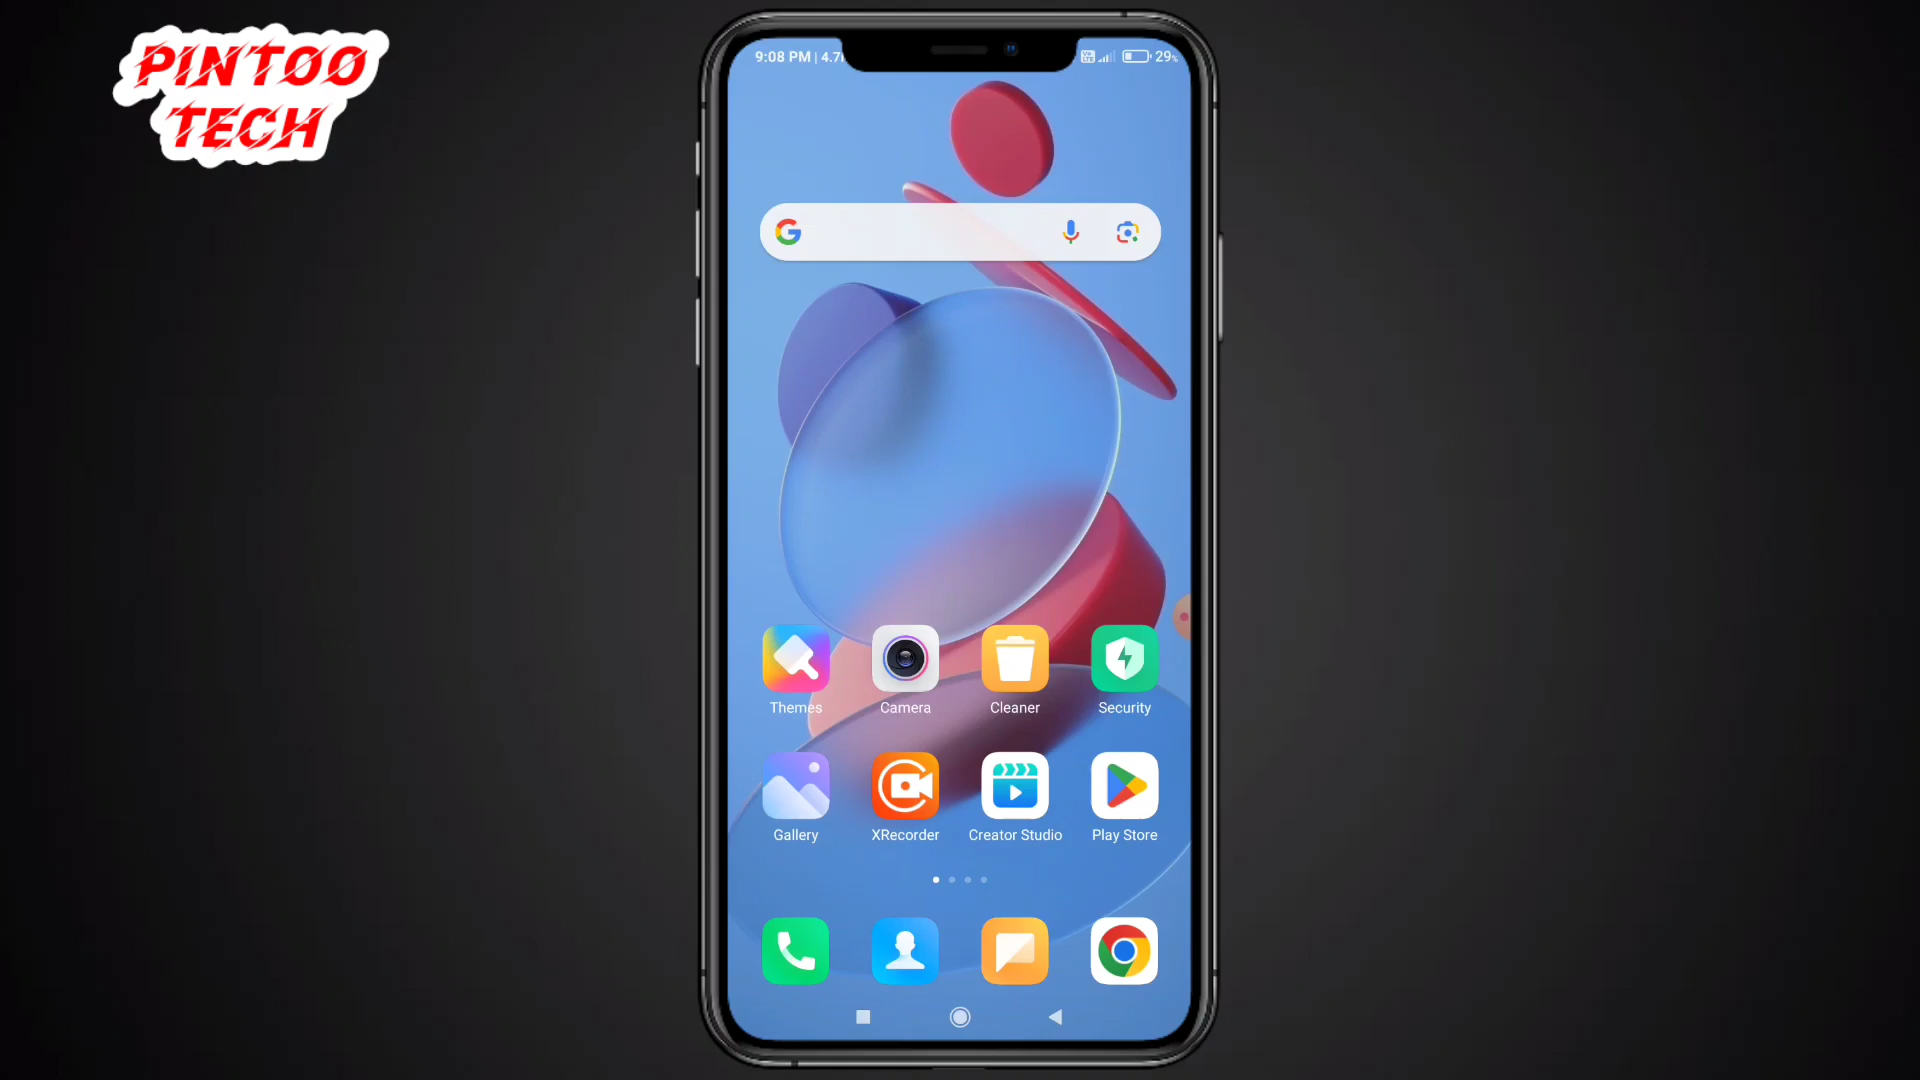 PINTOO
TECH
9:08 PM | 4.7
29%
Themes
Camera
Cleaner
Security
Gallery
XRecorder
Creator Studio
Play Store